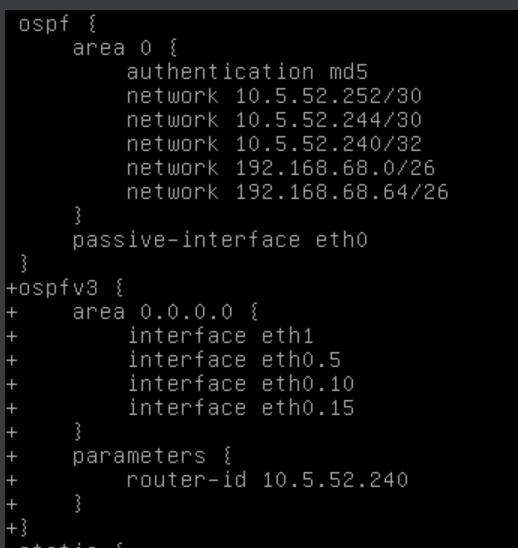 ospf {
area 0 {
authentication md5
network 10.5.52.252/30
network 10.5.52.244/30
network 10.5.52.240/32
network 192.168.68.0/26
network 192.168.68.64/26
}
passive-interface eth0
}
+ospfv3 {
+ area 0.0.0.0 {
+ interface eth1
+ interface eth0.5
+ interface eth0.10
+ interface eth0.15
+ }
+ parameters {
+ router-id 10.5.52.240
+ }
+}
static {